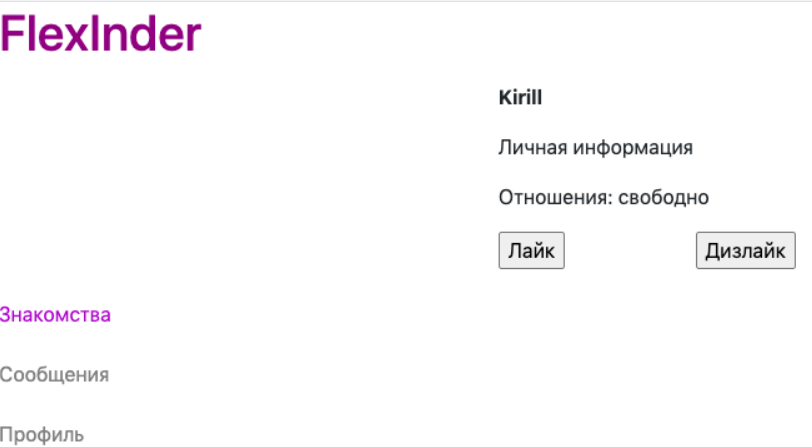 FlexInder
Kirill
Личная информация
Отношения: свободно
Лайк Дизлайк
Знакомства
Сообщения
Профиль